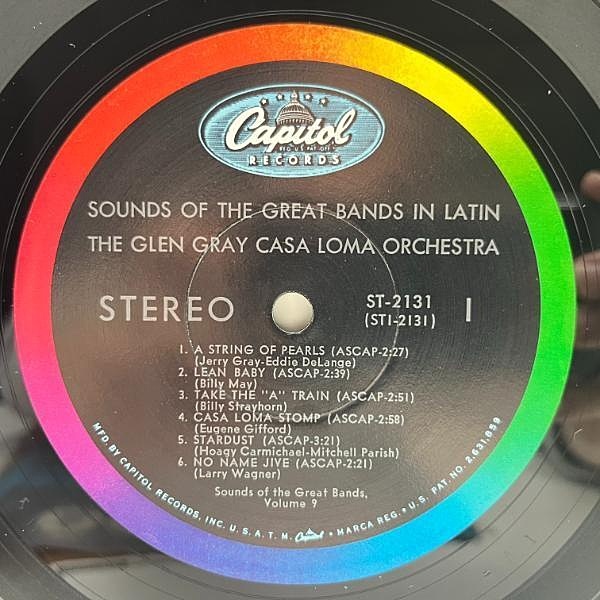 Capitol
REG. U.S. PAT. OFF.
RECORDS
SOUNDS OF THE GREAT BANDS IN LATIN
THE GLEN GRAY CASA LOMA ORCHESTRA
STEREO
ST-2131
(ST1-2131)
1
1. A STRING OF PEARLS (ASCAP-2:27)
(Jerry Gray-Eddie DeLange)
2. LEAN BABY (ASCAP-2:39)
(Billy May)
3. TAKE THE "A" TRAIN (ASCAP-2:51)
(Billy Strayhorn)
4. CASA LOMA STOMP (ASCAP-2:58)
(Eugene Gifford)
5. STARDUST (ASCAP-3:21)
(Hoagy Carmichael-Mitchell Parish)
6. NO NAME JIVE (ASCAP-2:21)
(Larry Wagner)
Sounds of the Great Bands,
Volume 9
MFD. BY CAPITOL RECORDS, INC. U.S.A. T.M. Capitol • MARCA REG. • U.S. PAT. NO. 2,631,859